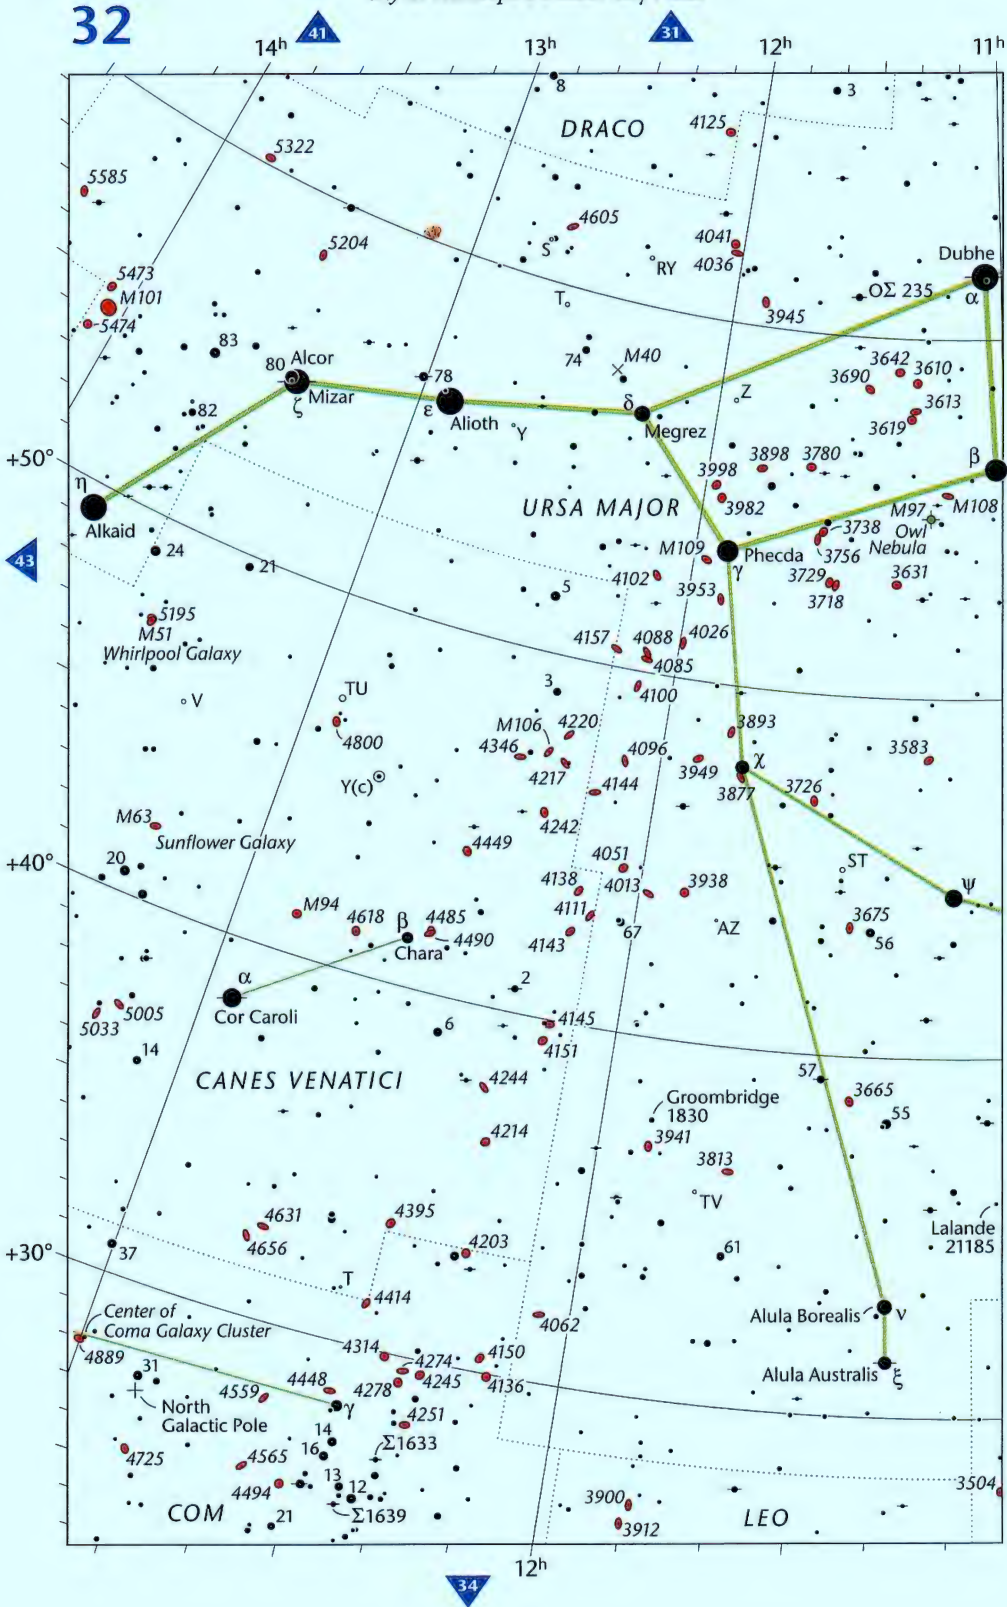 32
41
31
14ʰ
13ʰ
12ʰ
11ʰ
8
3
DRACO
4125
5322
5585
4605
S
RY
4041
4036
5204
Dubhe
α
5473
M101
5474
T
ΟΣ 235
3945
83
74
M40
80
Alcor
Mizar
ζ
78
ε
Alioth
Y
δ
Megrez
Z
3642
3610
3690
3613
3619
82
+50°
η
Alkaid
3998
3898
3780
β
3982
URSA MAJOR
M97
M108
Owl
Nebula
3738
3756
43
24
21
M109
Phecda
γ
5
4102
3953
3729
3718
3631
5195
M51
Whirlpool Galaxy
4157
4088
4026
4085
4100
V
TU
3
4800
M106
4220
4346
4217
4096
3893
3949
χ
3877
3583
Y(c)
4144
3726
M63
Sunflower Galaxy
4242
4449
+40°
20
4051
ST
4138
4013
3938
ψ
M94
4618
β
Chara
4485
4490
4111
4143
67
AZ
3675
56
α
Cor Caroli
2
5033
5005
6
4145
4151
14
CANES VENATICI
4244
57
3665
Groombridge
1830
55
4214
3941
3813
TV
4631
4656
4395
Lalande
21185
+30°
37
4203
61
T
4414
Alula Borealis
ν
Center of
Coma Galaxy Cluster
4889
4062
4314
4150
4274
Alula Australis
ξ
31
4448
4278
4245
4136
4559
North
Galactic Pole
γ
4251
14
16
Σ1633
4725
4565
13
12
4494
Σ1639
3504
3900
COM
21
LEO
3912
12ʰ
34